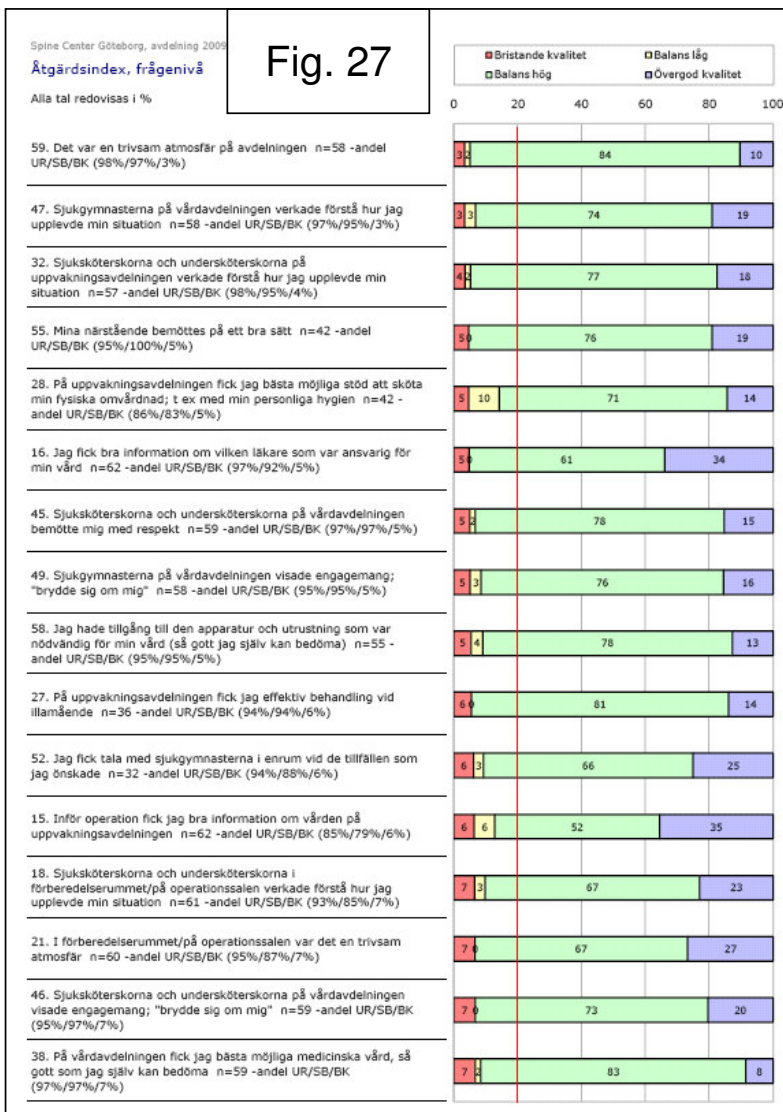 Spine Center Göteborg, avdelning 2009
Fig. 27
Åtgärdsindex, frågenivå
Alla tal redovisas i %
Bristande kvalitet Balans låg
Balans hög Övergod kvalitet
0 20 40 60 80 100
59. Det var en trivsam atmosfär på avdelningen n=58 -andel
UR/SB/BK (98%/97%/3%)
3 2 84 10
47. Sjukgymnasterna på vårdavdelningen verkade förstå hur jag
upplevde min situation n=58 -andel UR/SB/BK (97%/95%/3%)
3 3 74 19
32. Sjuksköterskorna och undersköterskorna på
uppvakningsavdelningen verkade förstå hur jag upplevde min
situation n=57 -andel UR/SB/BK (98%/95%/4%)
4 2 77 18
55. Mina närstående bemöttes på ett bra sätt n=42 -andel
UR/SB/BK (95%/100%/5%)
5 0 76 19
28. På uppvakningsavdelningen fick jag bästa möjliga stöd att sköta
min fysiska omvårdnad; t ex med min personliga hygien n=42 -
andel UR/SB/BK (86%/83%/5%)
5 10 71 14
16. Jag fick bra information om vilken läkare som var ansvarig för
min vård n=62 -andel UR/SB/BK (97%/92%/5%)
5 0 61 34
45. Sjuksköterskorna och undersköterskorna på vårdavdelningen
bemötte mig med respekt n=59 -andel UR/SB/BK (97%/97%/5%)
5 2 78 15
49. Sjukgymnasterna på vårdavdelningen visade engagemang;
"brydde sig om mig" n=58 -andel UR/SB/BK (95%/95%/5%)
5 3 76 16
58. Jag hade tillgång till den apparatur och utrustning som var
nödvändig för min vård (så gott jag själv kan bedöma) n=55 -
andel UR/SB/BK (95%/95%/5%)
5 4 78 13
27. På uppvakningsavdelningen fick jag effektiv behandling vid
illamående n=36 -andel UR/SB/BK (94%/94%/6%)
6 0 81 14
52. Jag fick tala med sjukgymnasterna i enrum vid de tillfällen som
jag önskade n=32 -andel UR/SB/BK (94%/88%/6%)
6 3 66 25
15. Inför operation fick jag bra information om vården på
uppvakningsavdelningen n=62 -andel UR/SB/BK (85%/79%/6%)
6 6 52 35
18. Sjuksköterskorna och undersköterskorna i
förberedelserummet/på operationssalen verkade förstå hur jag
upplevde min situation n=61 -andel UR/SB/BK (93%/85%/7%)
7 3 67 23
21. I förberedelserummet/på operationssalen var det en trivsam
atmosfär n=60 -andel UR/SB/BK (95%/87%/7%)
7 0 67 27
46. Sjuksköterskorna och undersköterskorna på vårdavdelningen
visade engagemang; "brydde sig om mig" n=59 -andel UR/SB/BK
(95%/97%/7%)
7 0 73 20
38. På vårdavdelningen fick jag bästa möjliga medicinska vård, så
gott som jag själv kan bedöma n=59 -andel UR/SB/BK
(97%/97%/7%)
7 2 83 8